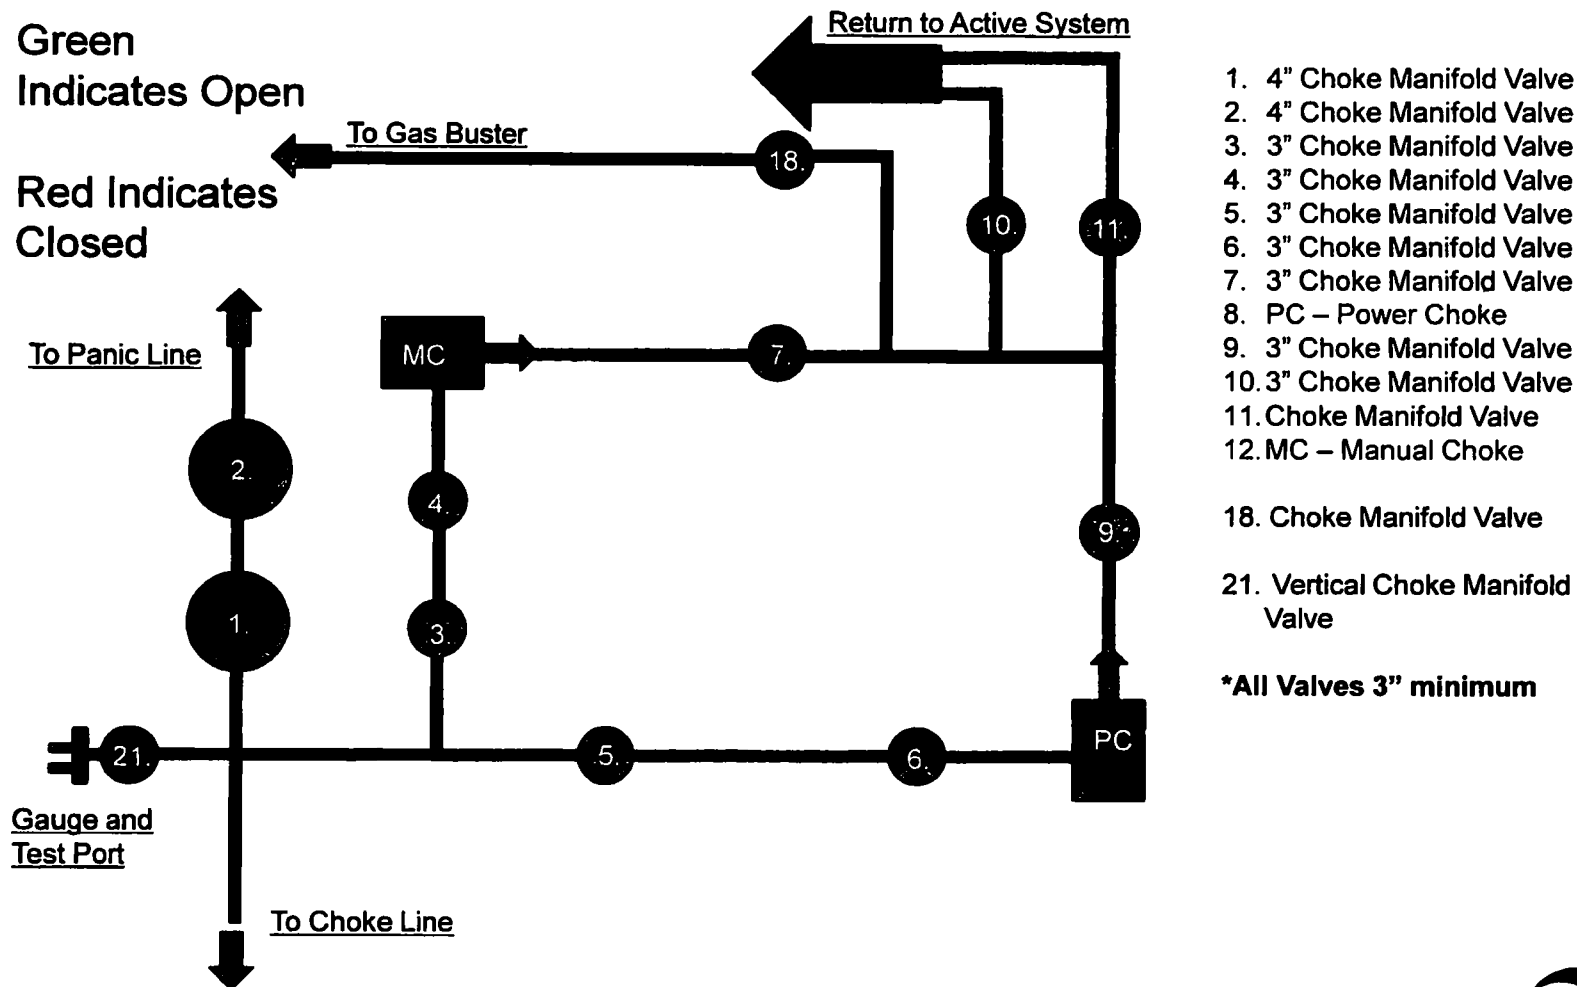 Green
Indicates Open
Red Indicates
Closed
Return to Active System
To Gas Buster
18.
10.
11.
To Panic Line
MC
7.
2.
4.
9.
1.
3.
21.
5.
6.
PC
Gauge and
Test Port
To Choke Line
1. 4" Choke Manifold Valve
2. 4" Choke Manifold Valve
3. 3" Choke Manifold Valve
4. 3" Choke Manifold Valve
5. 3" Choke Manifold Valve
6. 3" Choke Manifold Valve
7. 3" Choke Manifold Valve
8. PC – Power Choke
9. 3" Choke Manifold Valve
10. 3" Choke Manifold Valve
11. Choke Manifold Valve
12. MC – Manual Choke
18. Choke Manifold Valve
21. Vertical Choke Manifold
Valve
*All Valves 3" minimum